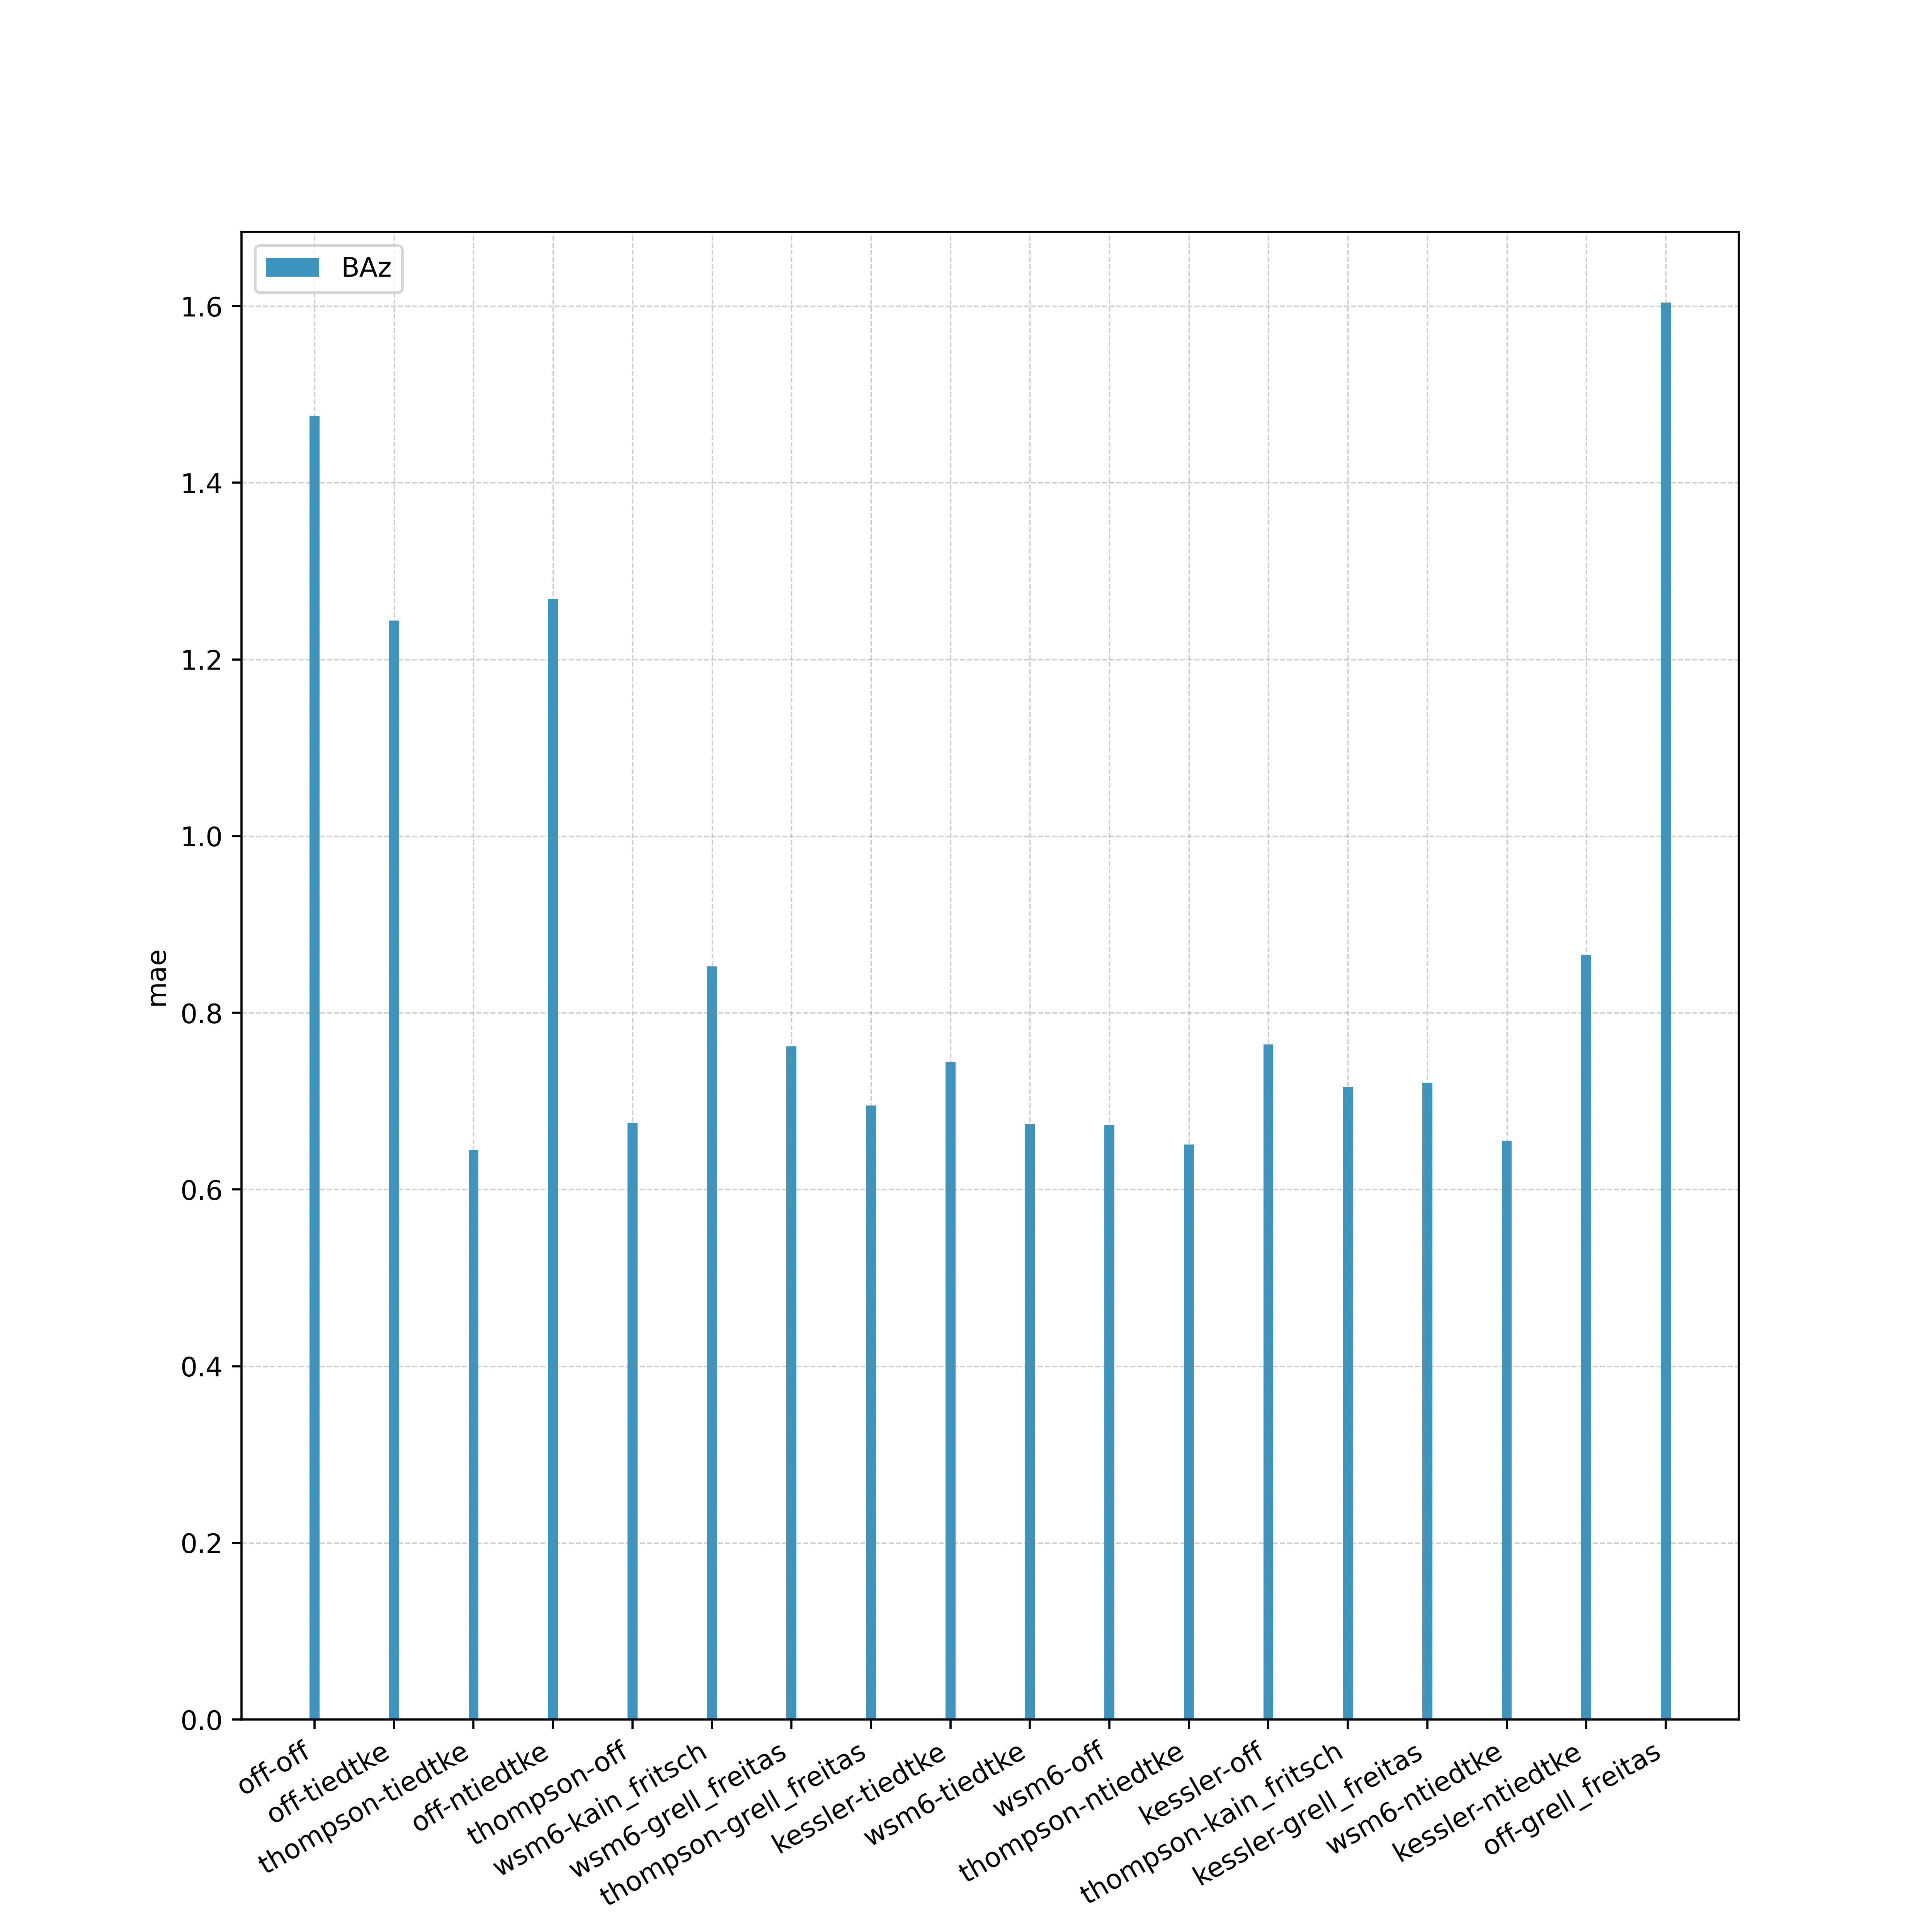 BAz
1.6
1.4
1.2
1.0
0.8
0.6
0.4
0.2
0.0
mae
off-off
off-tiedtke
thompson-tiedtke
off-ntiedtke
thompson-off
wsm6-kain_fritsch
wsm6-grell_freitas
thompson-grell_freitas
kessler-tiedtke
wsm6-tiedtke
wsm6-off
thompson-ntiedtke
kessler-off
thompson-kain_fritsch
kessler-grell_freitas
wsm6-ntiedtke
kessler-ntiedtke
off-grell_freitas